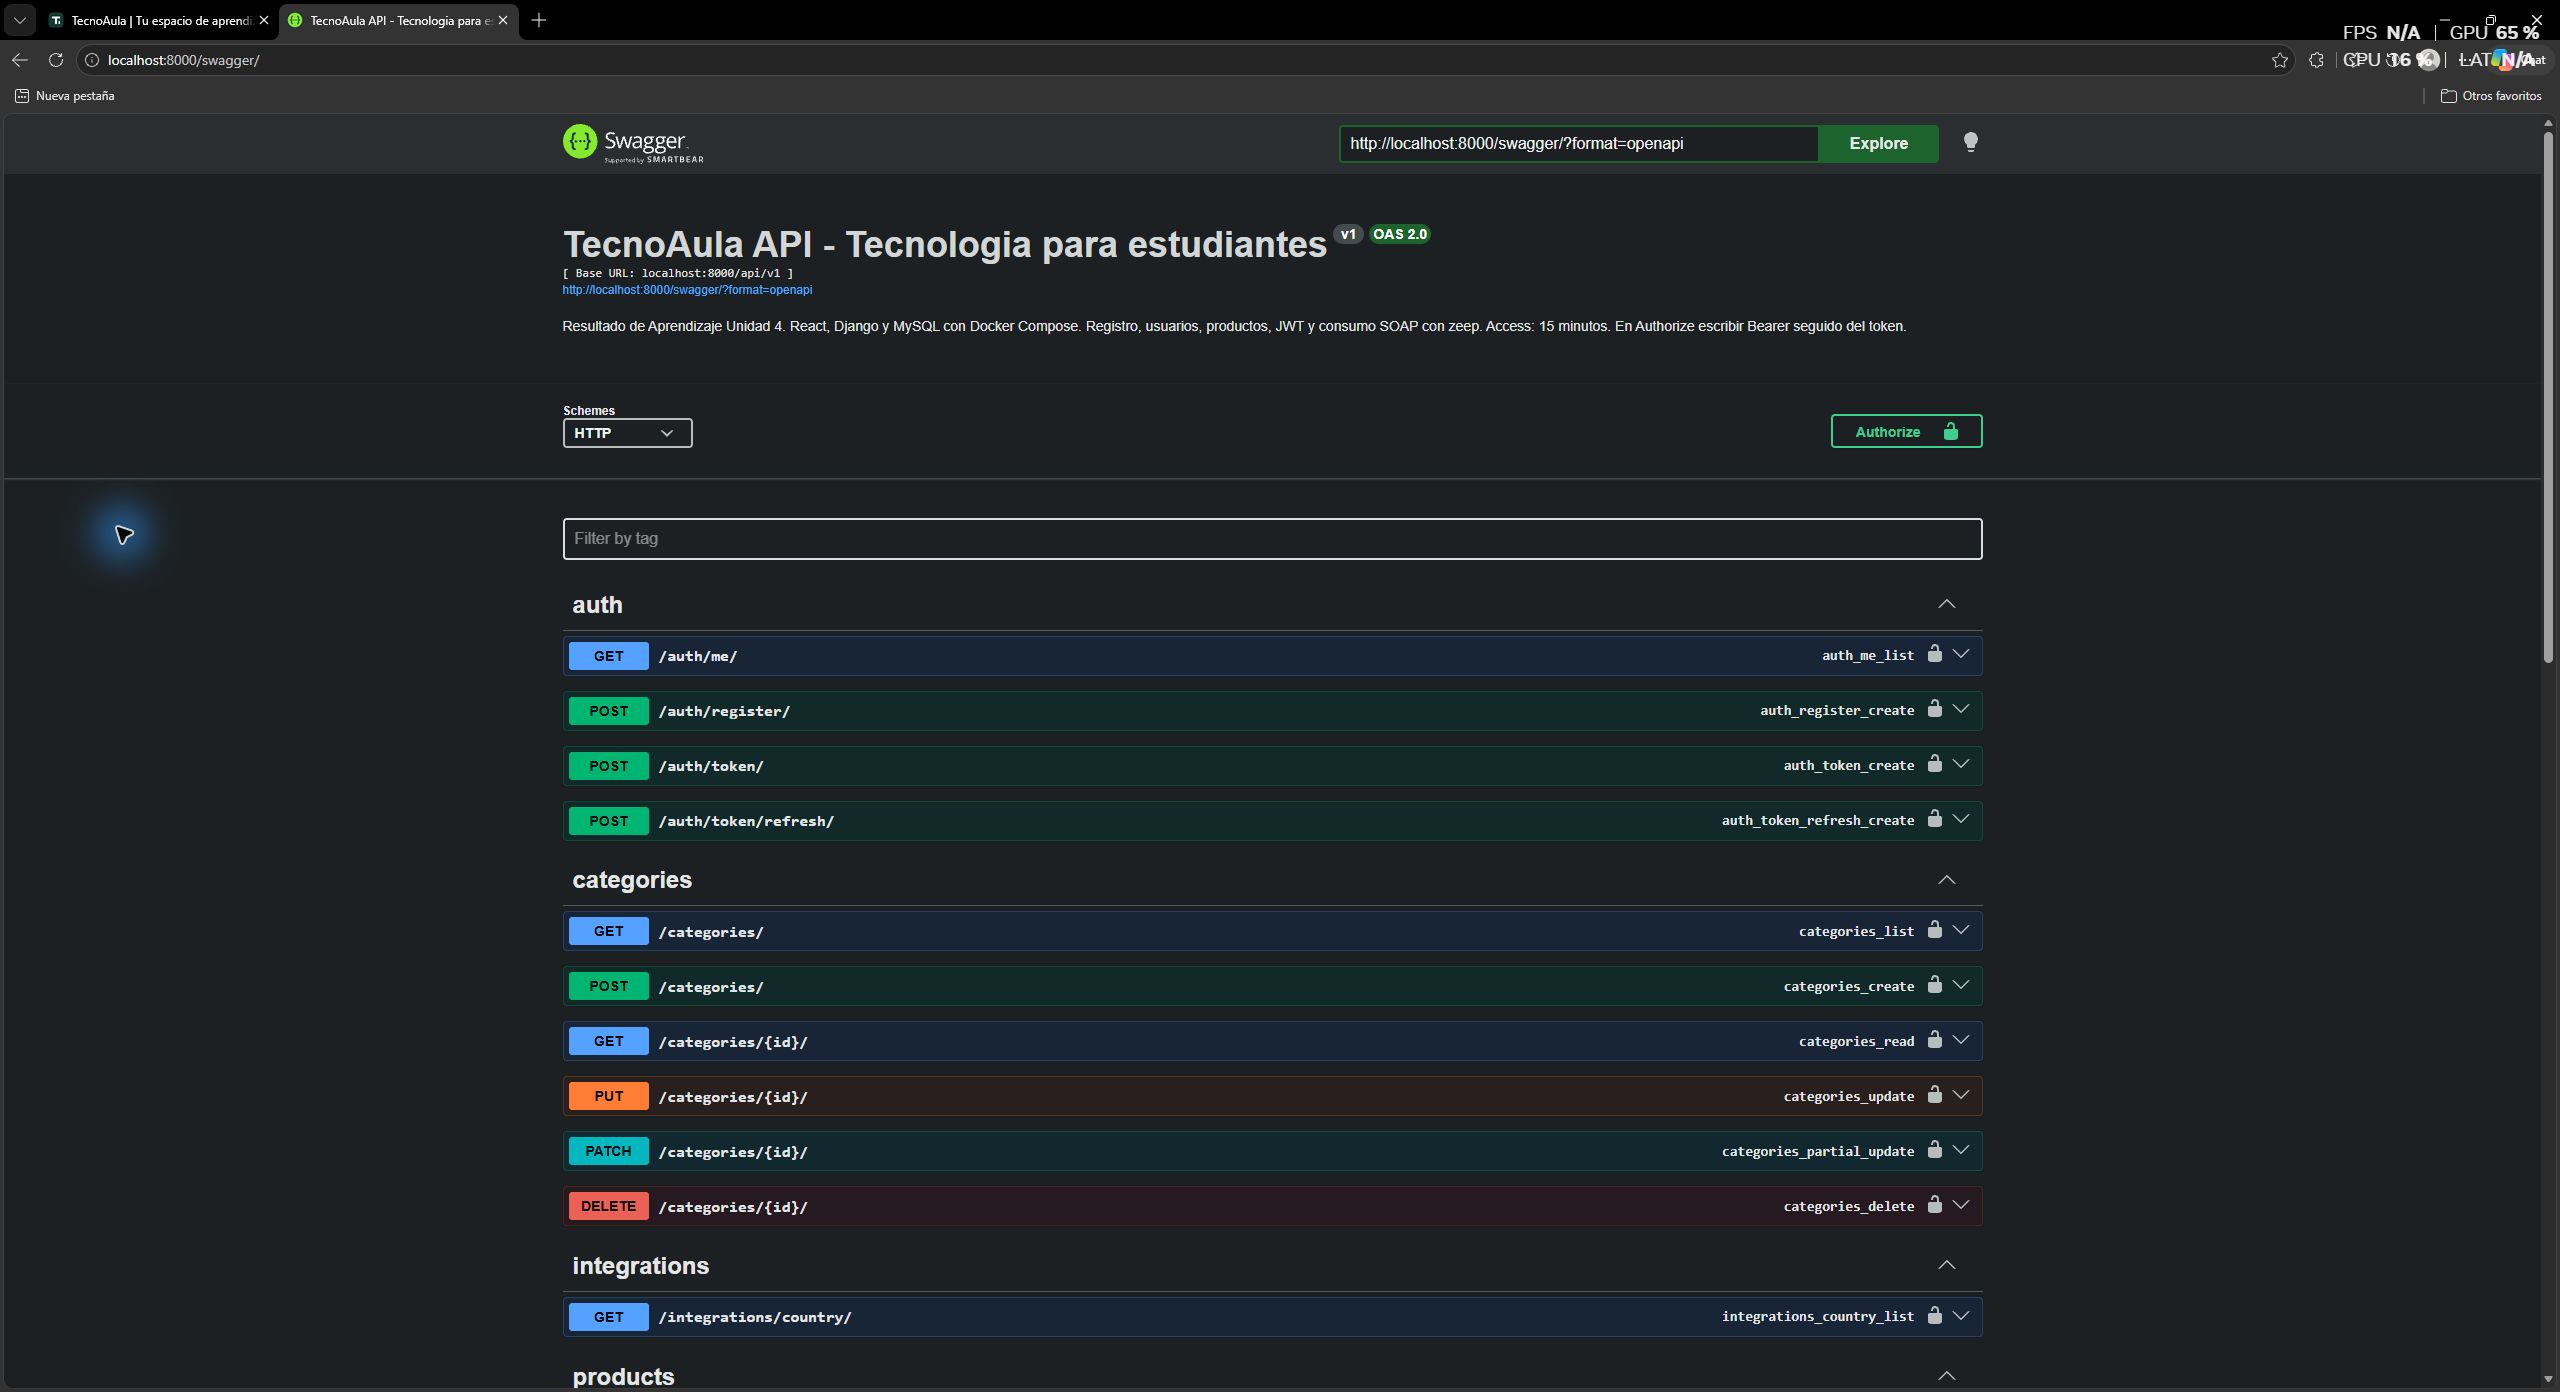 TecnoAula | Tu espacio de aprendi
TecnoAula API - Tecnologia para e
FPS N/A | GPU 65 %
localhost:8000/swagger/
CPU 16 % | LAT N/A
Nueva pestaña
Otros favoritos
Swagger
Supported by SMARTBEAR
http://localhost:8000/swagger/?format=openapi
Explore
TecnoAula API - Tecnologia para estudiantes v1 OAS 2.0
[ Base URL: localhost:8000/api/v1 ]
http://localhost:8000/swagger/?format=openapi
Resultado de Aprendizaje Unidad 4. React, Django y MySQL con Docker Compose. Registro, usuarios, productos, JWT y consumo SOAP con zeep. Access: 15 minutos. En Authorize escribir Bearer seguido del token.
Schemes
HTTP
Authorize
Filter by tag
auth
GET /auth/me/ auth_me_list
POST /auth/register/ auth_register_create
POST /auth/token/ auth_token_create
POST /auth/token/refresh/ auth_token_refresh_create
categories
GET /categories/ categories_list
POST /categories/ categories_create
GET /categories/{id}/ categories_read
PUT /categories/{id}/ categories_update
PATCH /categories/{id}/ categories_partial_update
DELETE /categories/{id}/ categories_delete
integrations
GET /integrations/country/ integrations_country_list
products